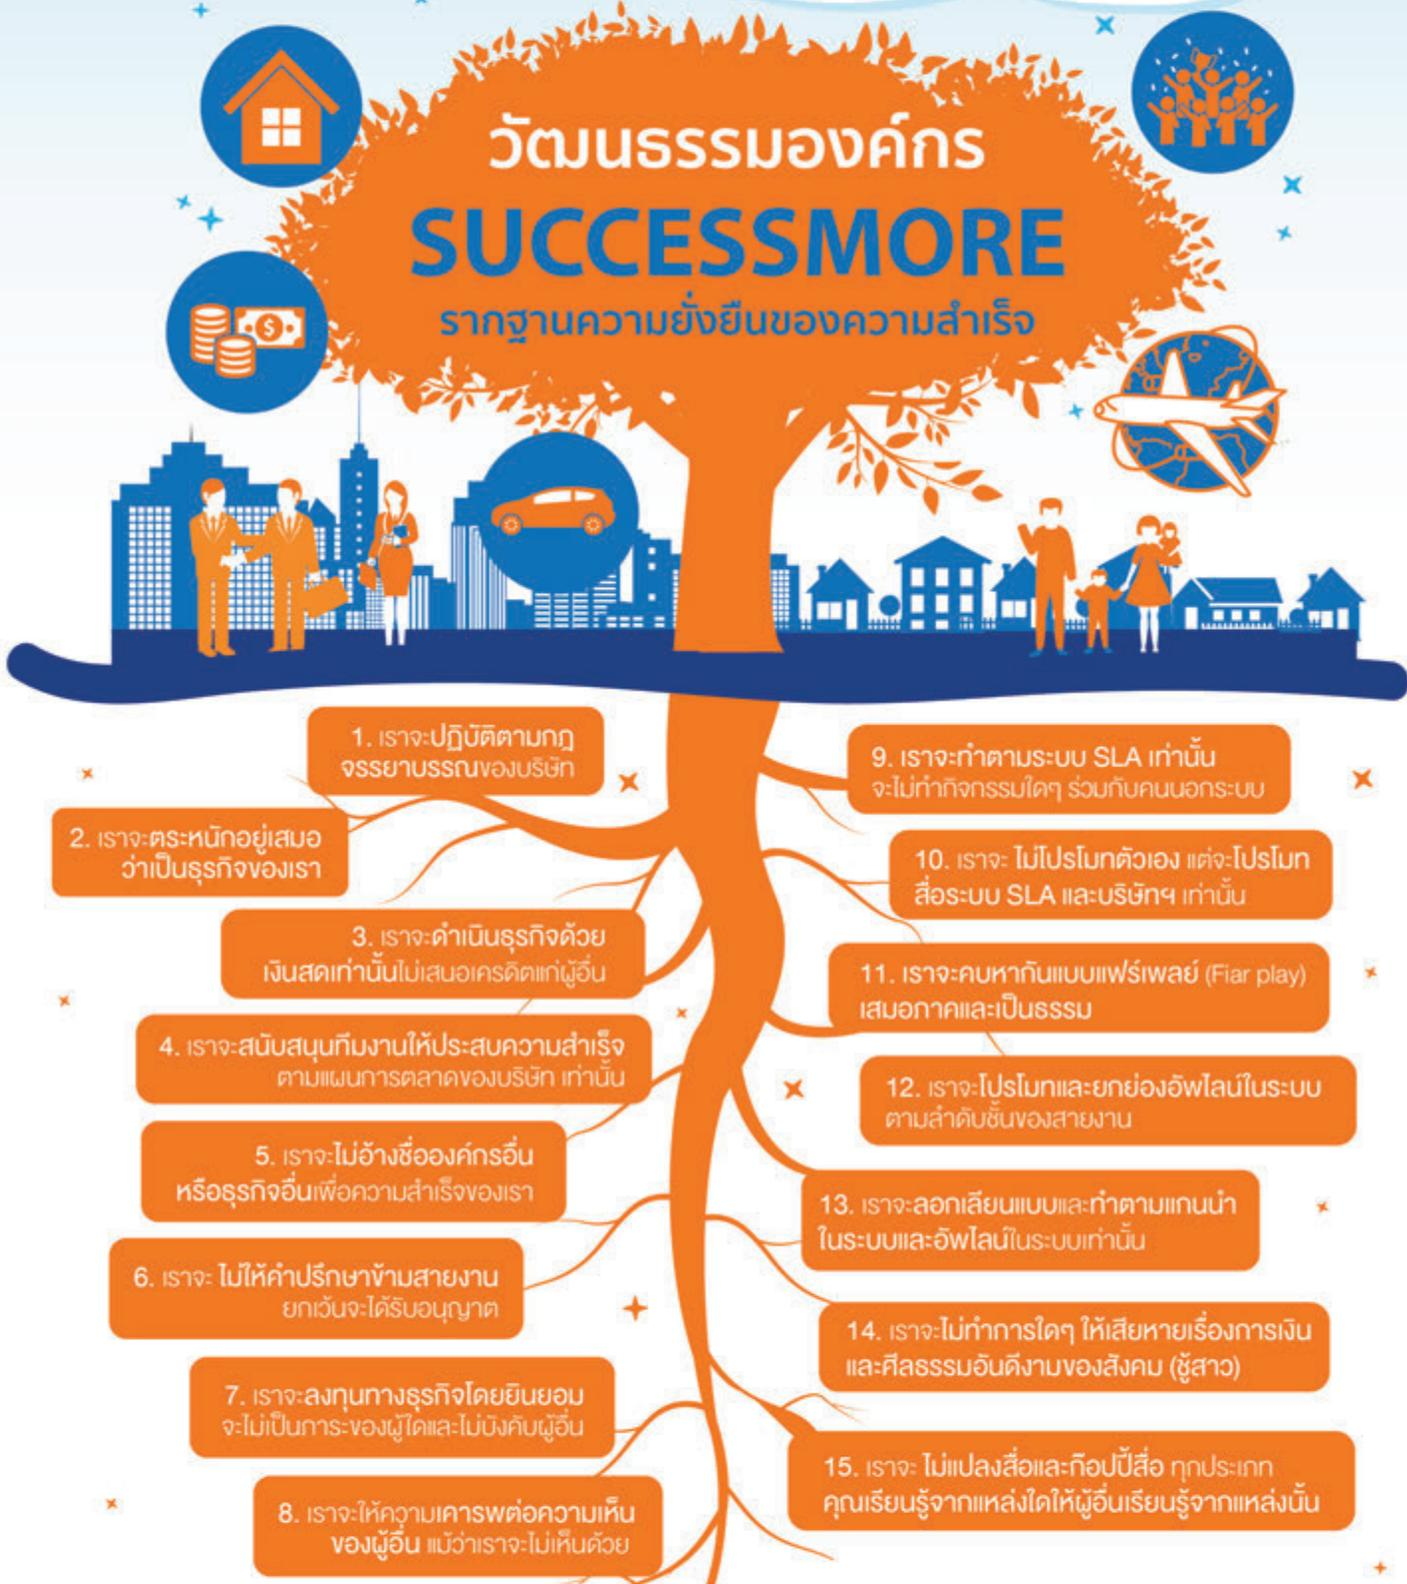 วัฒนธรรมองค์กร
SUCCESSMORE
รากฐานความยั่งยืนของความสำเร็จ
1. เราจะปฏิบัติตามกฎ
จรรยาบรรณของบริษัท
2. เราจะตระหนักอยู่เสมอ
ว่าเป็นธุรกิจของเรา
3. เราจะดำเนินธุรกิจด้วย
เงินสดเท่านั้นไม่เสนอเครดิตแก่ผู้อื่น
4. เราจะสนับสนุนทีมงานให้ประสบความสำเร็จ
ตามแผนการตลาดของบริษัท เท่านั้น
5. เราจะไม่อ้างชื่อองค์กรอื่น
หรือธุรกิจอื่นเพื่อความสำเร็จของเรา
6. เราจะ ไม่ให้คำปรึกษาข้ามสายงาน
ยกเว้นจะได้รับอนุญาต
7. เราจะลงทุนทางธุรกิจโดยยินยอม
จะไม่เป็นภาระของผู้ใดและไม่บังคับผู้อื่น
8. เราจะให้ความเคารพต่อความเห็น
ของผู้อื่น แม้ว่าเราจะไม่เห็นด้วย
9. เราจะทำตามระบบ SLA เท่านั้น
จะไม่ทำกิจกรรมใดๆ ร่วมกับคนนอกระบบ
10. เราจะ ไม่โปรโมทตัวเอง แต่จะโปรโมท
สื่อระบบ SLA และบริษัทฯ เท่านั้น
11. เราจะคบหากันแบบแฟร์เพลย์ (Fiar play)
เสมอภาคและเป็นธรรม
12. เราจะโปรโมทและยกย่องอัพไลน์ในระบบ
ตามลำดับชั้นของสายงาน
13. เราจะลอกเลียนแบบและทำตามแกนนำ
ในระบบและอัพไลน์ในระบบเท่านั้น
14. เราจะไม่ทำการใดๆ ให้เสียหายเรื่องการเงิน
และศีลธรรมอันดีงามของสังคม (ชู้สาว)
15. เราจะ ไม่แปลงสื่อและก๊อปปี้สื่อ ทุกประเภท
คุณเรียนรู้จากแหล่งใดให้ผู้อื่นเรียนรู้จากแหล่งนั้น